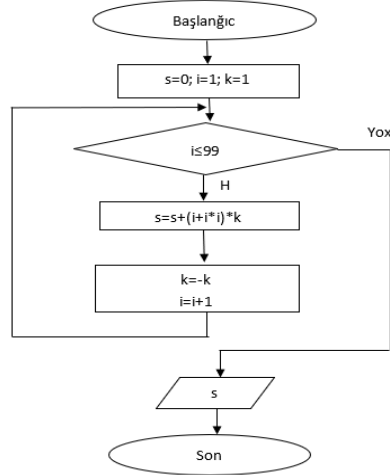 Başlanğıc
s=0; i=1; k=1
i≤99
Yox
H
s=s+(i+i*i)*k
k=-k
i=i+1
s
Son